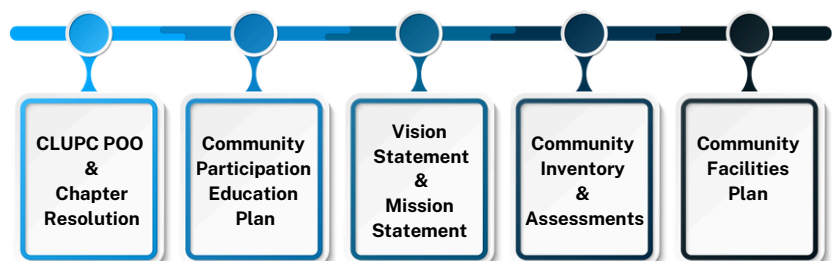 CLUPC POO
&
Chapter
Resolution
Community
Participation
Education
Plan
Vision
Statement
&
Mission
Statement
Community
Inventory
&
Assessments
Community
Facilities
Plan